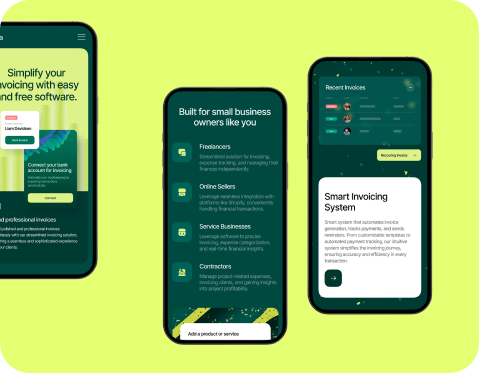 Simplify your
nvoicing with easy
and free software.
Liam Davidson
Connect your bank
account for invoicing
Connect
nd professional invoices
Built for small business
owners like you
Freelancers
Streamlined solution for invoicing,
expense tracking, and managing their
finances independently.
Online Sellers
Leverage seamless integration with
platforms like Shopify, conveniently
handling financial transactions.
Service Businesses
Leverage software to precise
invoicing, expense categorization,
and real-time financial insights.
Contractors
Manage project-related expenses,
invoicing clients, and gaining insights
into project profitability.
Add a product or service
Recent Invoices
Recurring Invoice
Smart Invoicing
System
Smart system that automates invoice
generation, tracks payments, and sends
reminders. From customizable templates to
automated payment tracking, our intuitive
system simplifies the invoicing journey,
ensuring accuracy and efficiency in every
transaction.